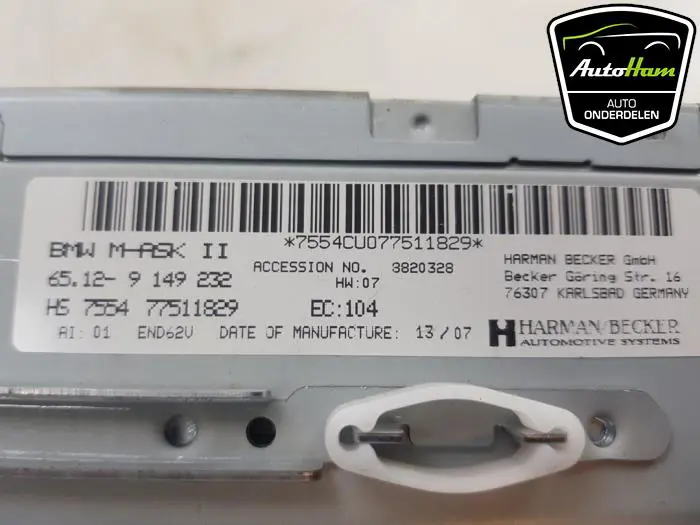 AutoHam
AUTO
ONDERDELEN
*7554CU077511829*
BMW M-ASK II
65.12- 9 149 232
HS 7554 77511829
AI: 01 END62V DATE OF MANUFACTURE: 13/07
ACCESSION NO. 3820328
HW:07
EC:104
HARMAN BECKER GmbH
Becker Göring Str. 16
76307 KARLSBAD GERMANY
HARMAN/BECKER
AUTOMOTIVE SYSTEMS